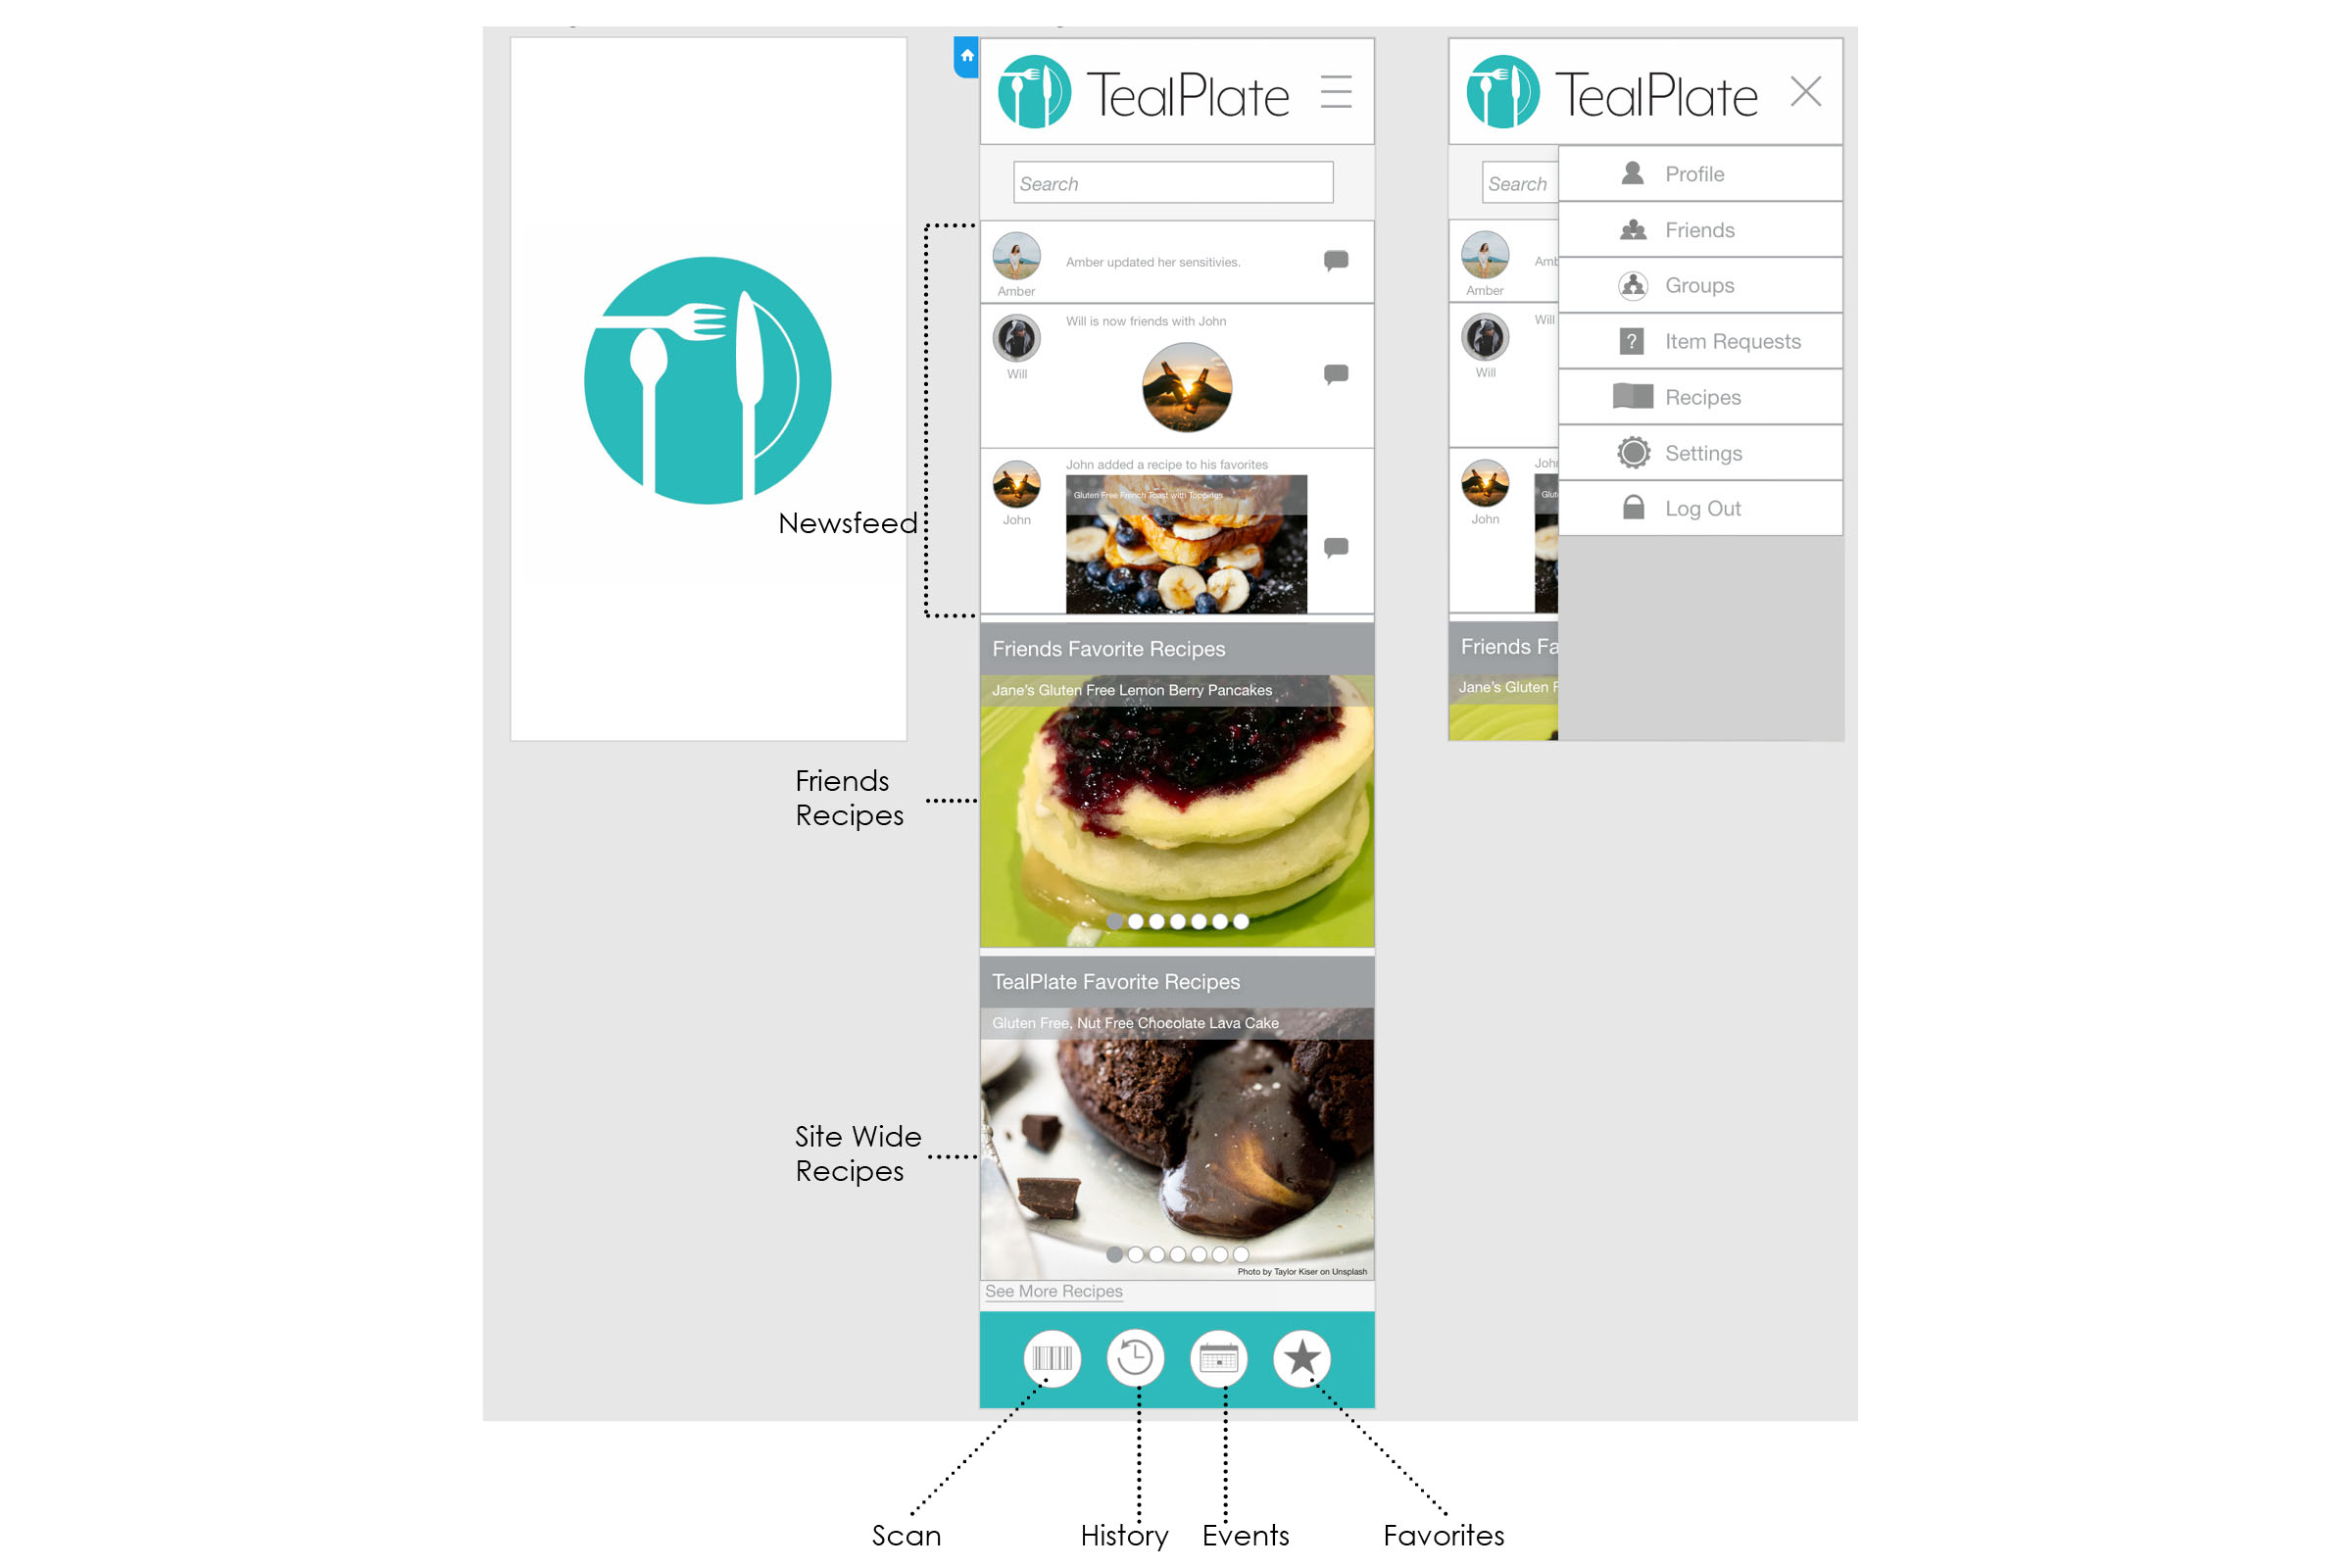 TealPlate
Search
Amber updated her sensitivies.
Amber
Will is now friends with John
Will
John added a recipe to his favorites
Gluten Free French Toast with Toppings
John
Newsfeed
Friends Favorite Recipes
Jane's Gluten Free Lemon Berry Pancakes
Friends
Recipes
TealPlate Favorite Recipes
Gluten Free, Nut Free Chocolate Lava Cake
Site Wide
Recipes
Photo by Taylor Kiser on Unsplash
See More Recipes
Scan
History
Events
Favorites
TealPlate
Search
Profile
Friends
Groups
?
Item Requests
Recipes
Settings
Log Out
Amb
Amber
Will
Will
John
Glut
John
Friends Fa
Jane's Gluten F